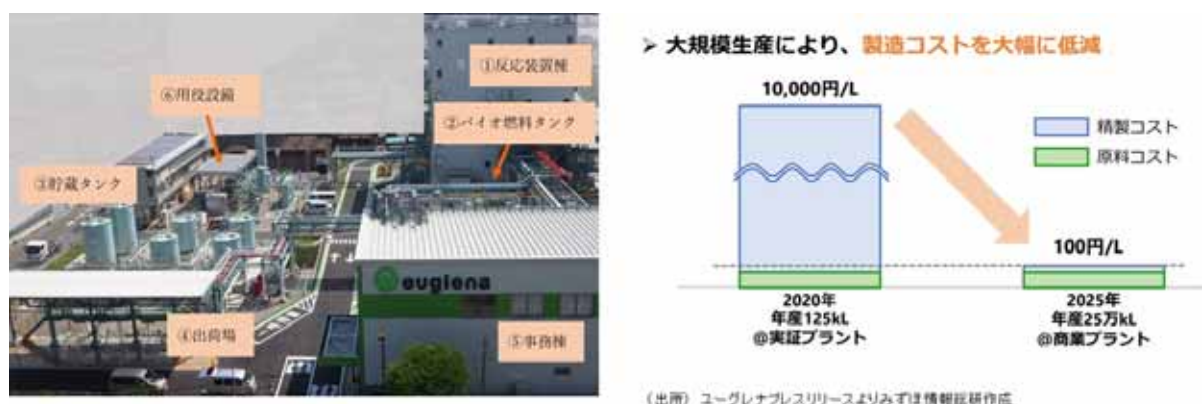 ①反応装置棟
⑥用役設備
②バイオ燃料タンク
③貯蔵タンク
euglena
④出荷場
⑤事務棟
➢ 大規模生産により、製造コストを大幅に低減
10,000円/L
精製コスト
原料コスト
100円/L
2020年
年産125kL
@実証プラント
2025年
年産25万kL
@商業プラント
(出所) ユーグレナプレスリリースよりみずほ情報総研作成